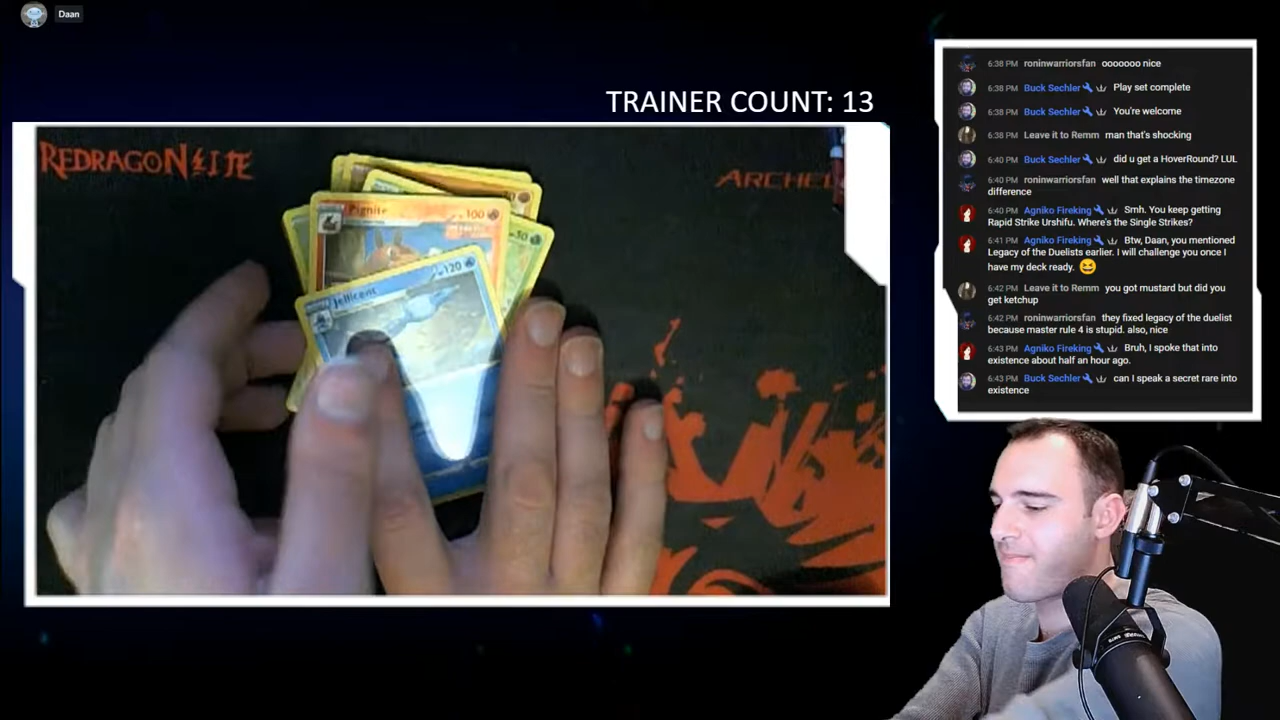 Daan
TRAINER COUNT: 13
REDRAGON
ARCHE
Pignite
100
50
Jellicent
120
6:38 PM roninwarriorsfan ooooooo nice
6:38 PM Buck Sechler Play set complete
6:38 PM Buck Sechler You're welcome
6:38 PM Leave it to Remm man that's shocking
6:40 PM Buck Sechler did u get a HoverRound? LUL
6:40 PM roninwarriorsfan well that explains the timezone
difference
6:40 PM Agniko Fireking Smh. You keep getting
Rapid Strike Urshifu. Where's the Single Strikes?
6:41 PM Agniko Fireking Btw, Daan, you mentioned
Legacy of the Duelists earlier. I will challenge you once I
have my deck ready. 😆
6:42 PM Leave it to Remm you got mustard but did you
get ketchup
6:42 PM roninwarriorsfan they fixed legacy of the duelist
because master rule 4 is stupid. also, nice
6:43 PM Agniko Fireking Bruh, I spoke that into
existence about half an hour ago.
6:43 PM Buck Sechler can I speak a secret rare into
existence